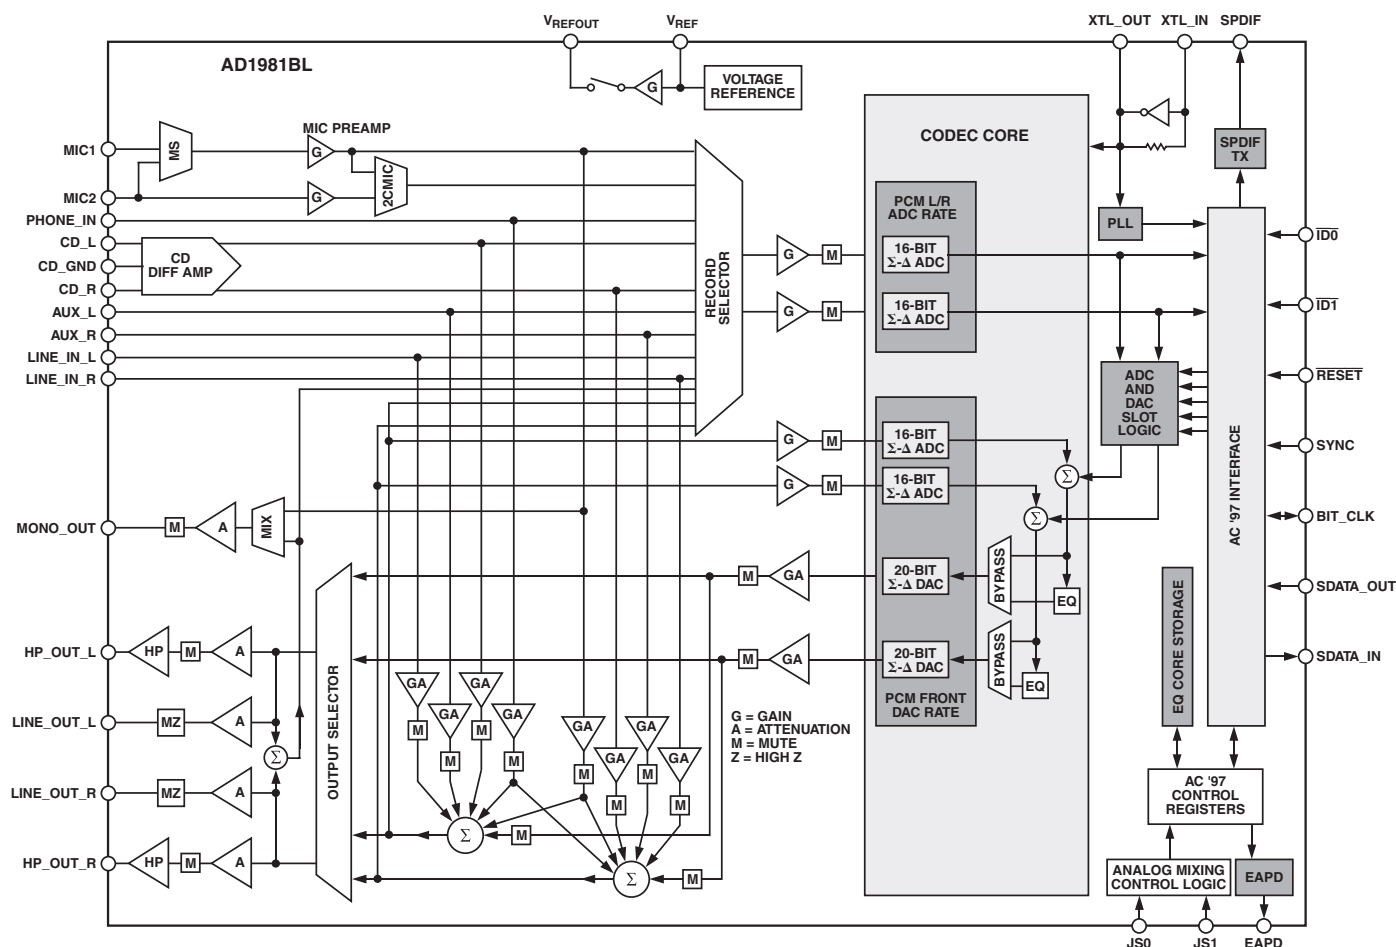 V_REFOUT
V_REF
XTL_OUT
XTL_IN
SPDIF
AD1981BL
G
VOLTAGE
REFERENCE
CODEC CORE
MIC PREAMP
MIC1
MS
G
2CMIC
SPDIF
TX
MIC2
G
PHONE_IN
PCM L/R
ADC RATE
PLL
CD_L
CD_GND
CD_R
CD
DIFF AMP
RECORD
SELECTOR
G
M
16-BIT
Σ-Δ ADC
ID0
AUX_L
G
M
16-BIT
Σ-Δ ADC
ID1
AUX_R
LINE_IN_L
LINE_IN_R
ADC
AND
DAC
SLOT
LOGIC
RESET
AC '97 INTERFACE
G
M
16-BIT
Σ-Δ ADC
Σ
SYNC
G
M
16-BIT
Σ-Δ ADC
Σ
MONO_OUT
M
A
MIX
BIT_CLK
M
GA
20-BIT
Σ-Δ DAC
BYPASS
EQ
SDATA_OUT
EQ CORE STORAGE
HP_OUT_L
HP
M
A
OUTPUT SELECTOR
M
GA
20-BIT
Σ-Δ DAC
BYPASS
EQ
SDATA_IN
PCM FRONT
DAC RATE
GA
GA
GA
GA
GA
GA
GA
GA
M
M
M
M
M
M
M
M
G = GAIN
A = ATTENUATION
M = MUTE
Z = HIGH Z
LINE_OUT_L
MZ
A
Σ
LINE_OUT_R
MZ
A
AC '97
CONTROL
REGISTERS
Σ
M
HP_OUT_R
HP
M
A
Σ
M
ANALOG MIXING
CONTROL LOGIC
EAPD
JS0
JS1
EAPD